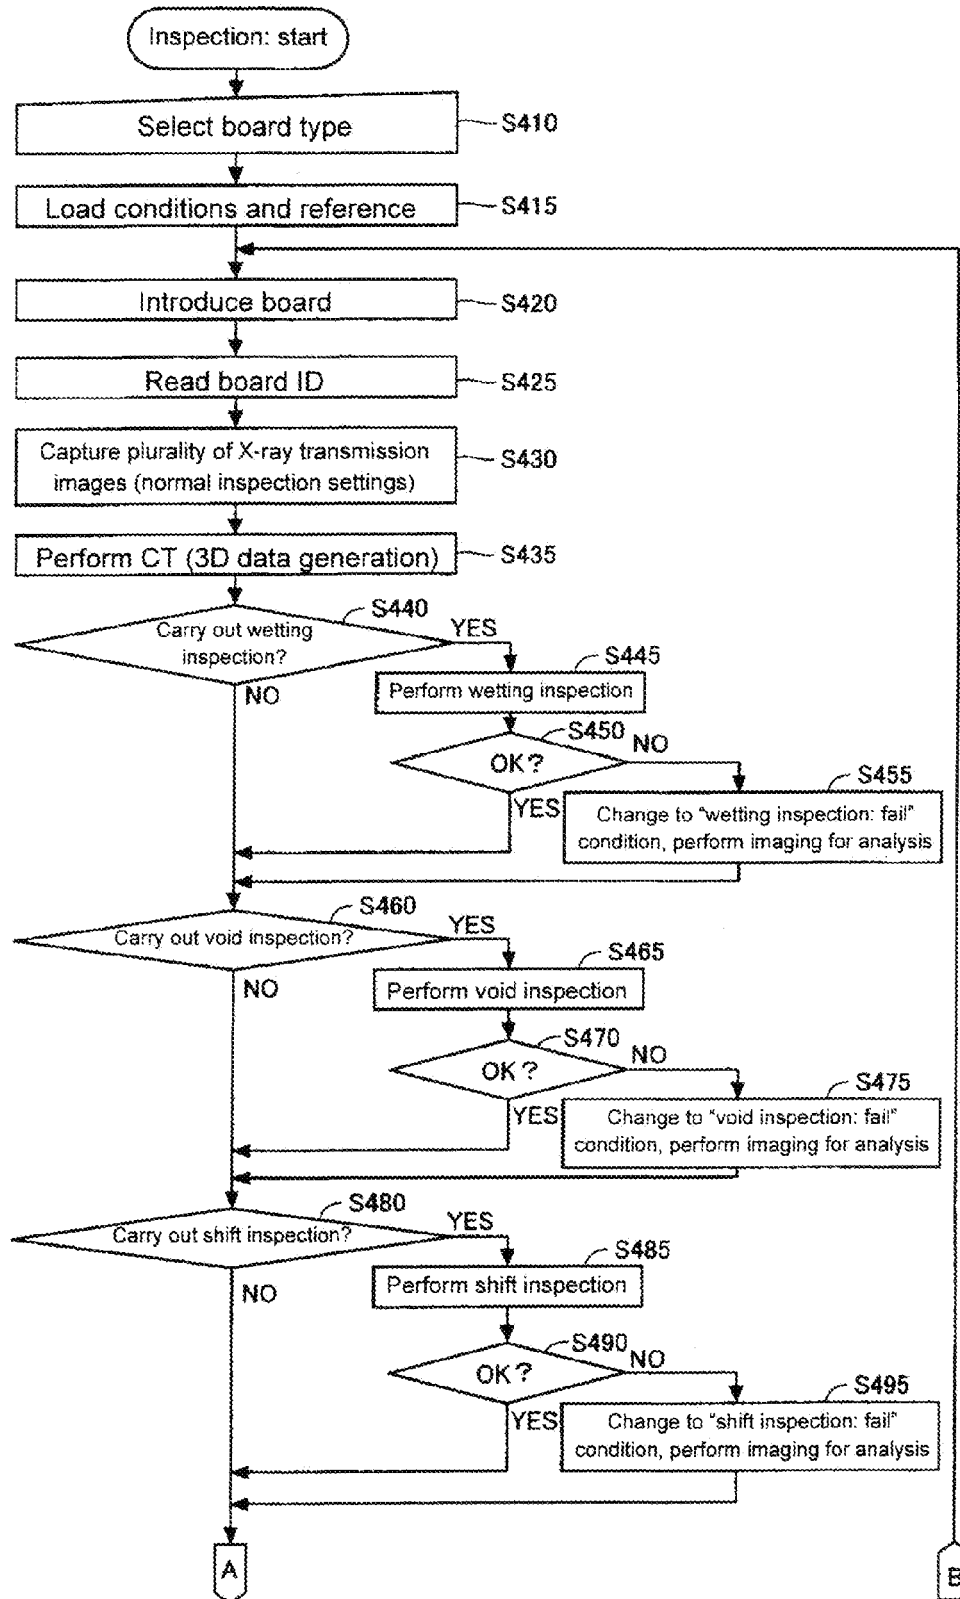 Inspection: start
Select board type
S410
Load conditions and reference
S415
Introduce board
S420
Read board ID
S425
Capture plurality of X-ray transmission
images (normal inspection settings)
S430
Perform CT (3D data generation)
S435
S440
Carry out wetting
inspection?
YES
NO
S445
Perform wetting inspection
S450
OK?
NO
YES
S455
Change to "wetting inspection: fail"
condition, perform imaging for analysis
S460
Carry out void inspection?
YES
NO
S465
Perform void inspection
S470
OK?
NO
YES
S475
Change to "void inspection: fail"
condition, perform imaging for analysis
S480
Carry out shift inspection?
YES
NO
S485
Perform shift inspection
S490
OK?
NO
YES
S495
Change to "shift inspection: fail"
condition, perform imaging for analysis
A
B